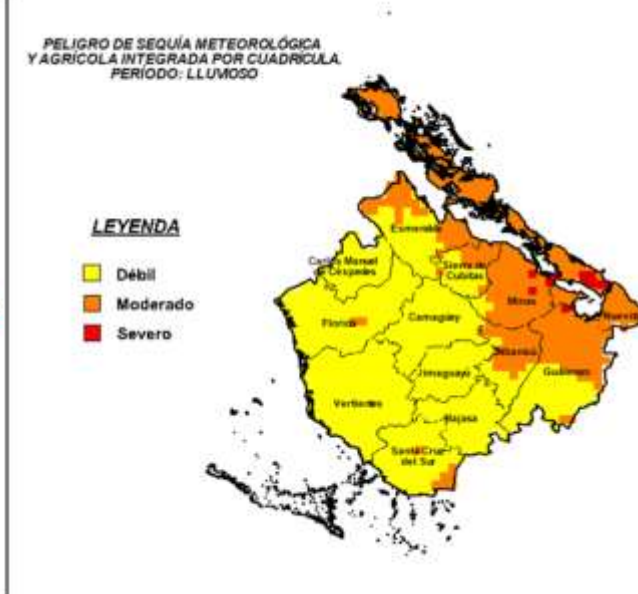 PELIGRO DE SEQUÍA METEOROLÓGICA
Y AGRÍCOLA INTEGRADA POR CUADRÍCULA.
PERÍODO: LLUVIOSO
LEYENDA
Débil
Moderado
Severo
Esmeralda
Carlos Manuel
de Céspedes
Sierra de
Cubitas
Minas
Nuevitas
Florida
Camagüey
Sibanicú
Jimaguayú
Guáimaro
Vertientes
Najasa
Santa Cruz
del Sur